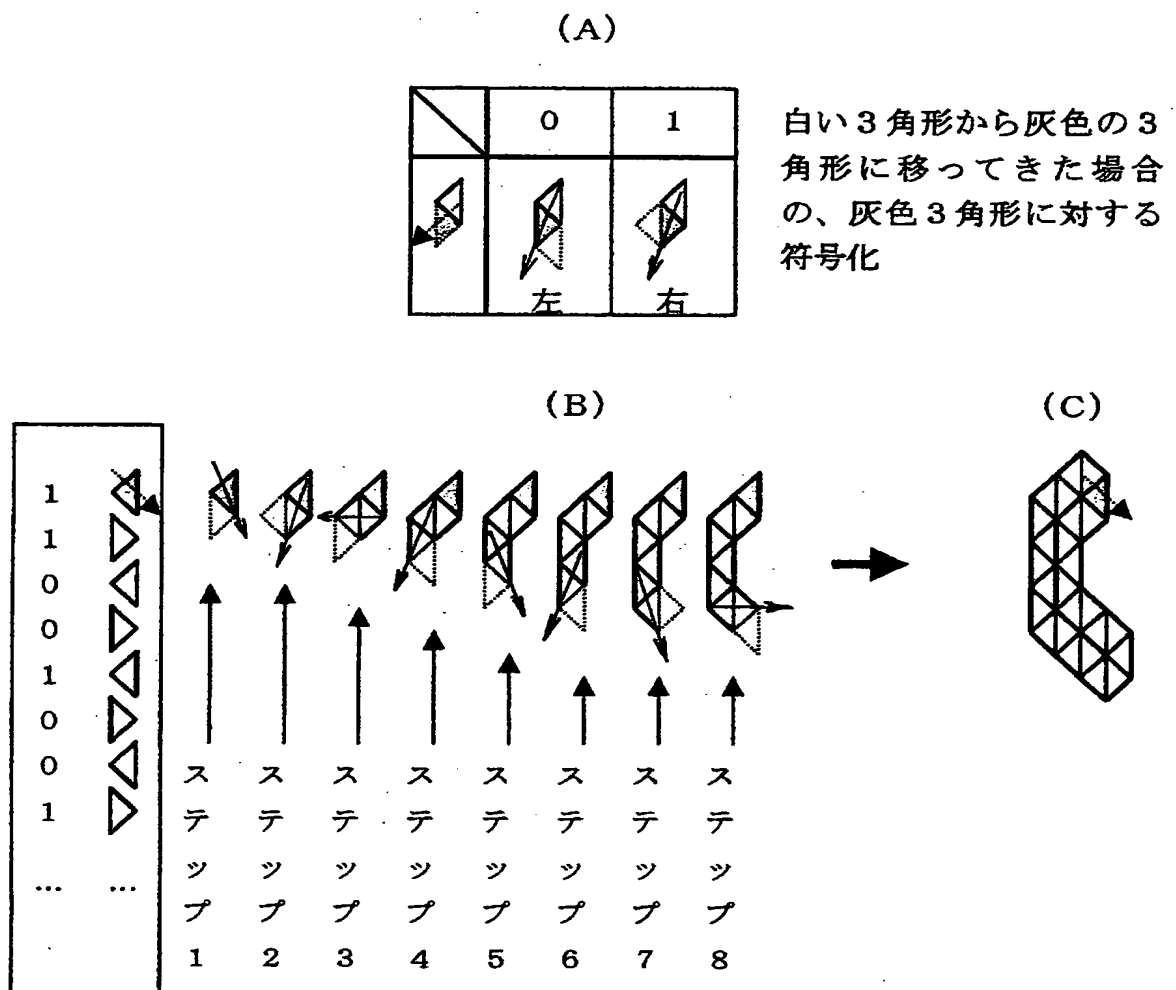 (A)
0 1
左 右
白い3角形から灰色の3
角形に移ってきた場合
の、灰色3角形に対する
符号化
(B)
(C)
1
1
0
0
1
0
0
1
… …
ステップ1
ステップ2
ステップ3
ステップ4
ステップ5
ステップ6
ステップ7
ステップ8